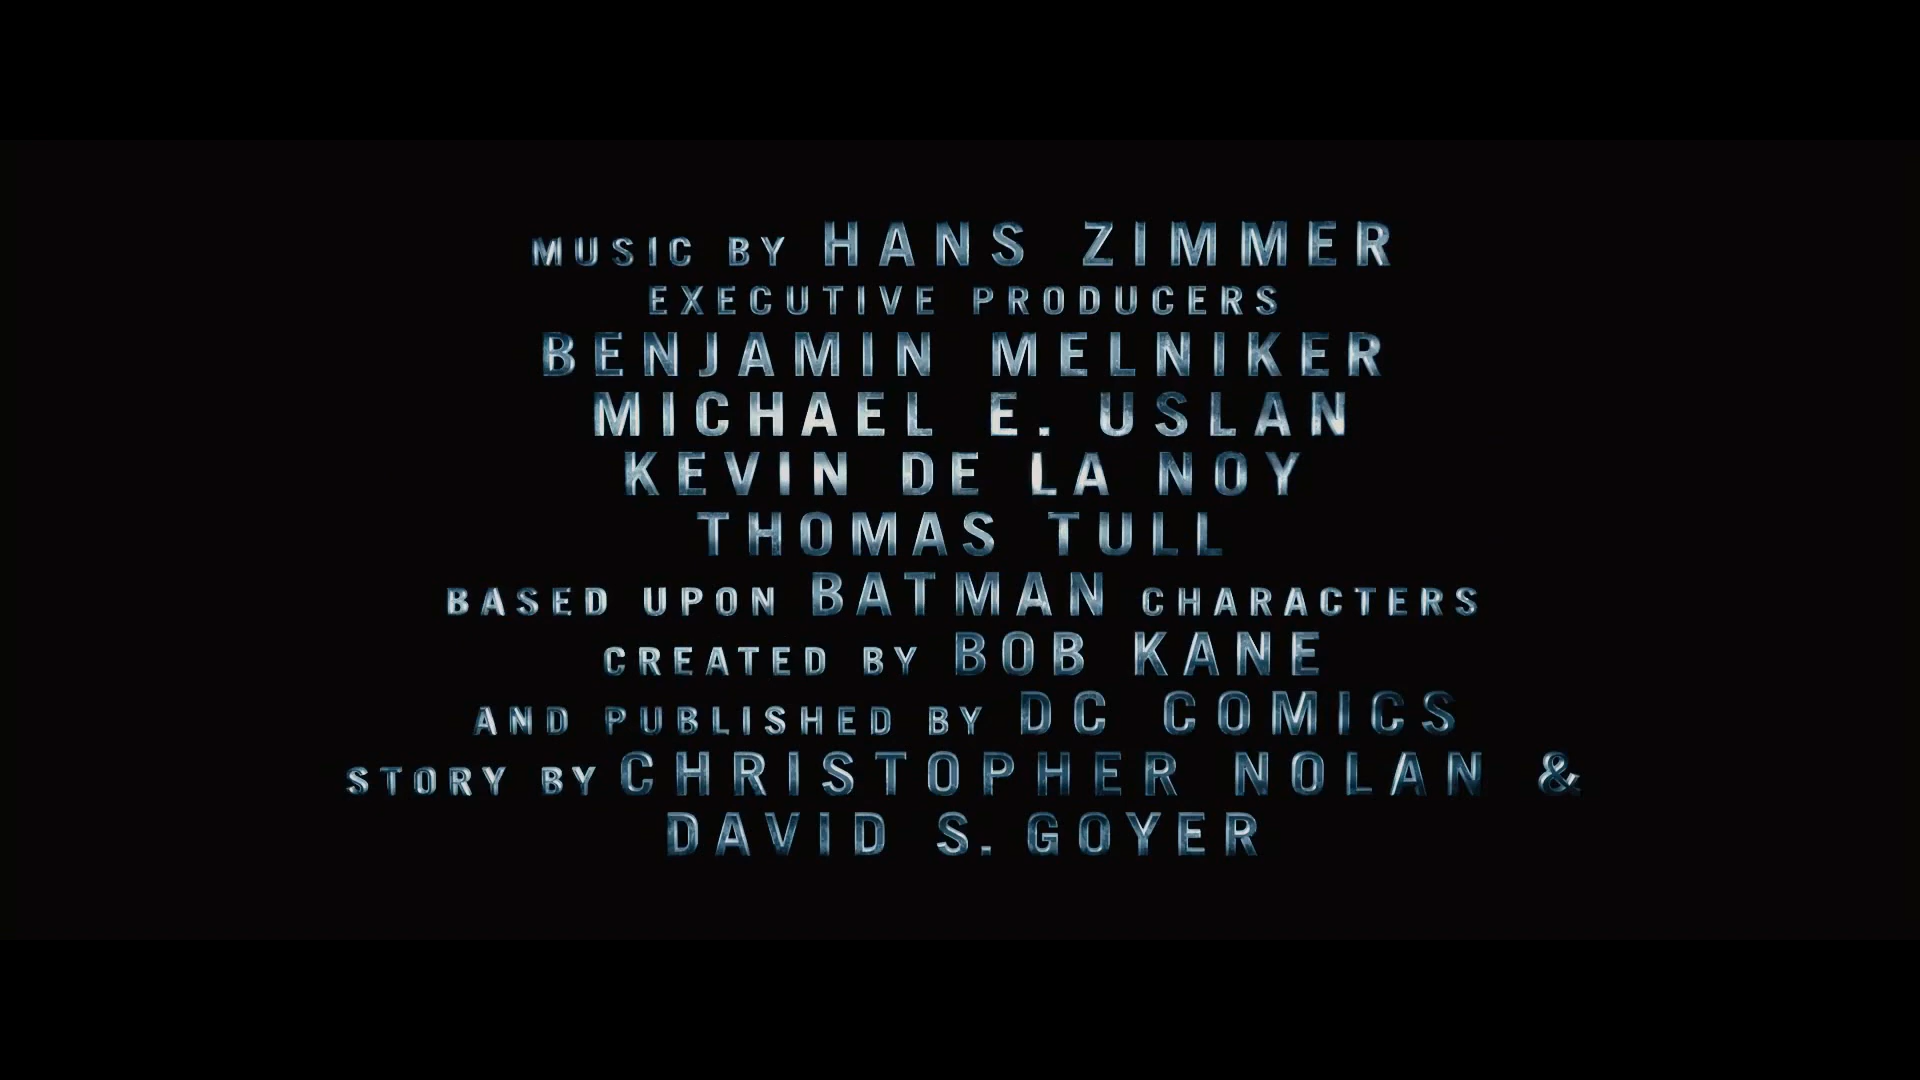 MUSIC BY HANS ZIMMER
EXECUTIVE PRODUCERS
BENJAMIN MELNIKER
MICHAEL E. USLAN
KEVIN DE LA NOY
THOMAS TULL
BASED UPON BATMAN CHARACTERS
CREATED BY BOB KANE
AND PUBLISHED BY DC COMICS
STORY BY CHRISTOPHER NOLAN &
DAVID S. GOYER